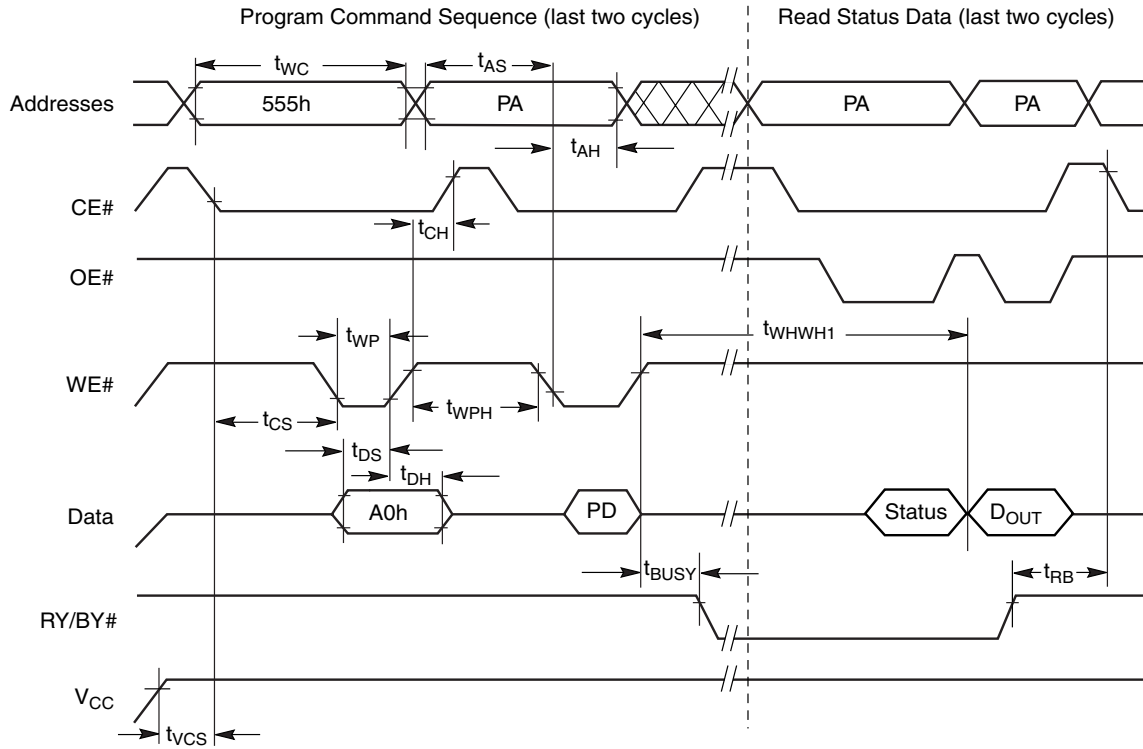 Program Command Sequence (last two cycles) Read Status Data (last two cycles)
tWC tAS
Addresses 555h PA PA PA
tAH
CE#
tCH
OE#
tWP tWHWH1
WE#
tCS tWPH
tDS
tDH
Data A0h PD Status DOUT
tBUSY tRB
RY/BY#
VCC
tVCS